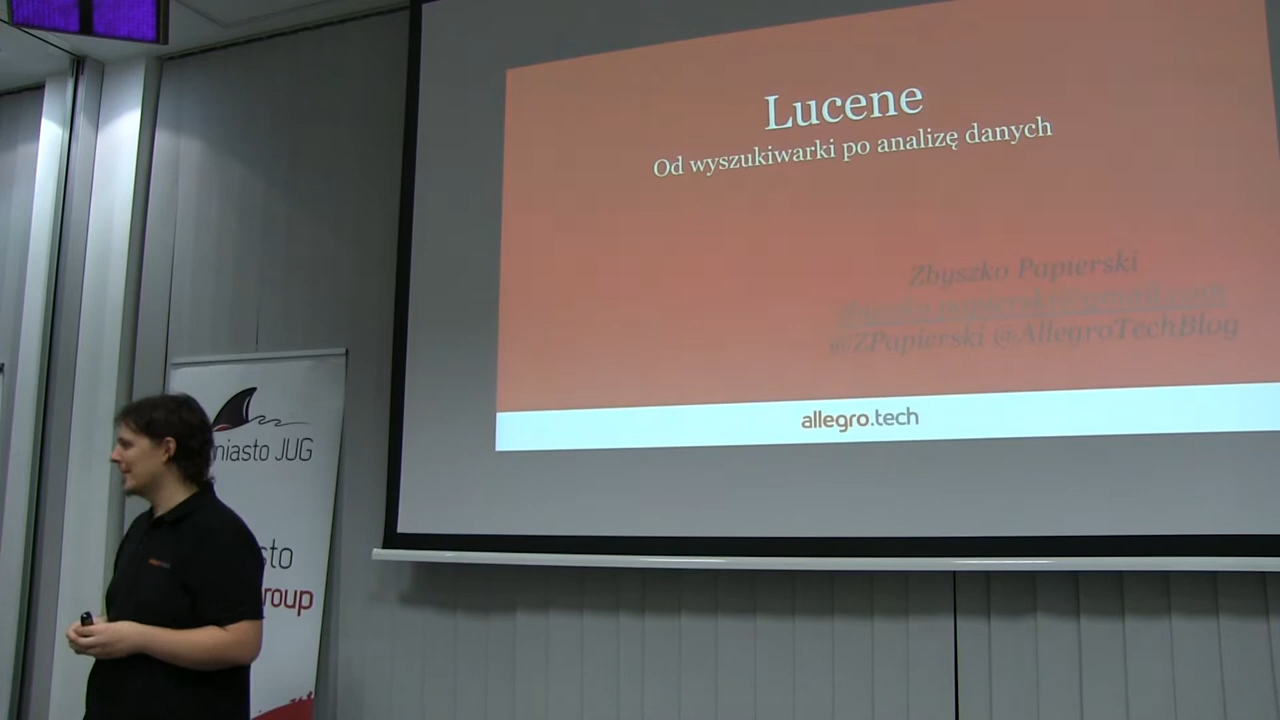 Lucene
Od wyszukiwarki po analizę danych
Zbyszko Papierski
@ZPapierski @AllegroTechBlog
allegro.tech
miasto JUG
sto
roup